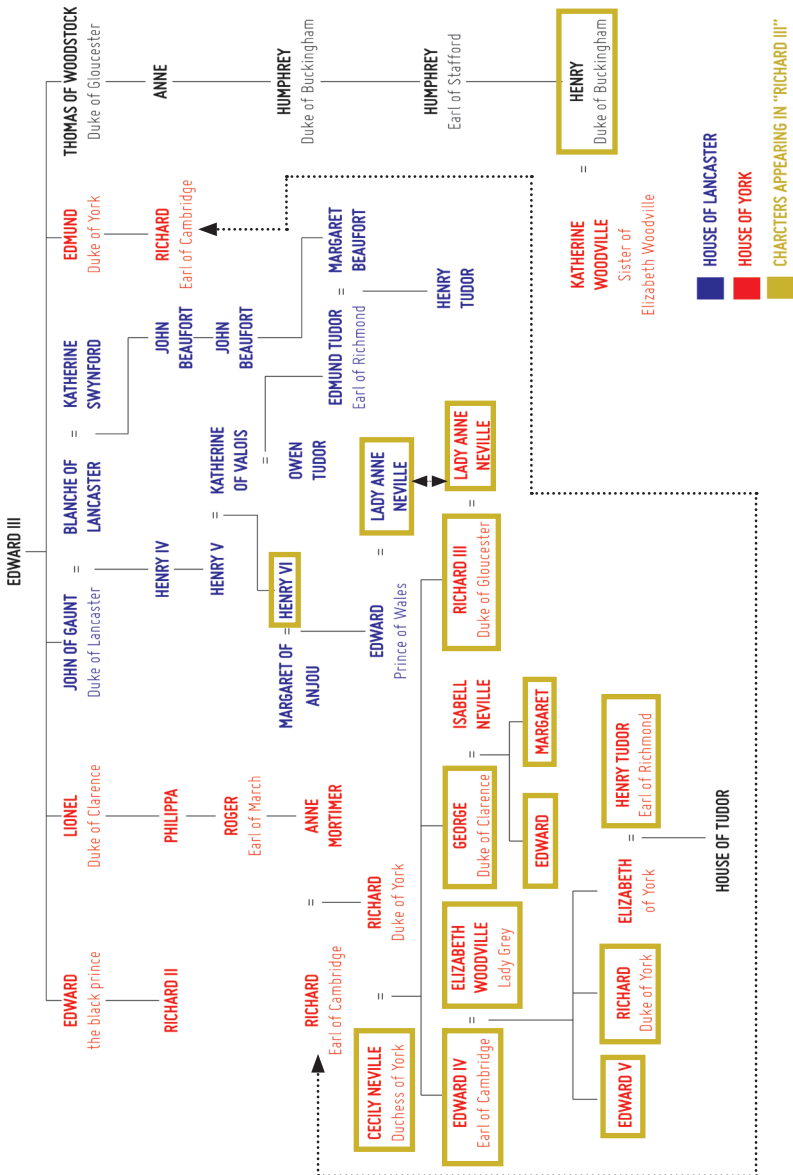 EDWARD III
EDWARD
the black prince
LIONEL
Duke of Clarence
JOHN OF GAUNT
Duke of Lancaster
=
BLANCHE OF
LANCASTER
=
KATHERINE
SWYNFORD
EDMUND
Duke of York
THOMAS OF WOODSTOCK
Duke of Gloucester
RICHARD II
PHILIPPA
HENRY IV
JOHN
BEAUFORT
RICHARD
Earl of Cambridge
ANNE
ROGER
Earl of March
HENRY V
=
KATHERINE
OF VALOIS
JOHN
BEAUFORT
RICHARD
Earl of Cambridge
=
ANNE
MORTIMER
MARGARET OF
ANJOU
=
HENRY VI
=
OWEN
TUDOR
EDMUND TUDOR
Earl of Richmond
=
MARGARET
BEAUFORT
HUMPHREY
Duke of Buckingham
CECILY NEVILLE
Duchess of York
=
RICHARD
Duke of York
EDWARD
Prince of Wales
=
LADY ANNE
NEVILLE
HENRY
TUDOR
HUMPHREY
Earl of Stafford
EDWARD IV
Earl of Cambridge
=
ELIZABETH
WOODVILLE
Lady Grey
GEORGE
Duke of Clarence
=
ISABELL
NEVILLE
RICHARD III
Duke of Gloucester
=
LADY ANNE
NEVILLE
EDWARD
MARGARET
KATHERINE
WOODVILLE
Sister of
Elizabeth Woodville
=
HENRY
Duke of Buckingham
EDWARD V
RICHARD
Duke of York
ELIZABETH
of York
=
HENRY TUDOR
Earl of Richmond
HOUSE OF TUDOR
HOUSE OF LANCASTER
HOUSE OF YORK
CHARCTERS APPEARING IN "RICHARD III"